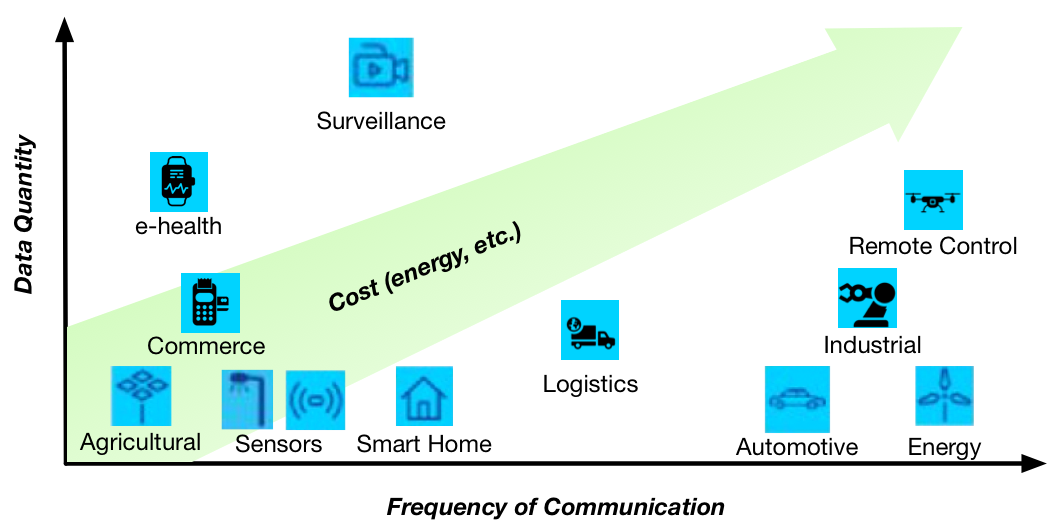 Surveillance
e-health
Data Quantity
Cost (energy, etc.)
Remote Control
Commerce
Industrial
Logistics
Agricultural
Sensors
Smart Home
Automotive
Energy
Frequency of Communication